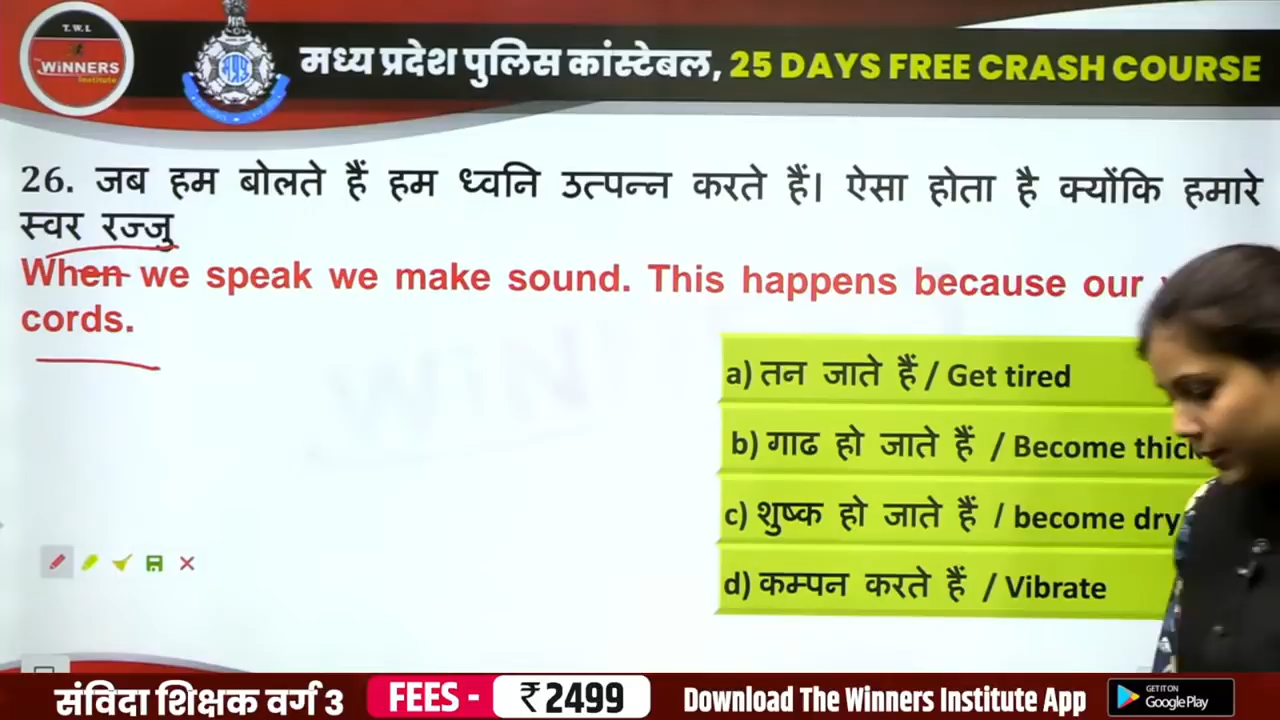 T.W.I.
WiNNERS
Institute
मध्य प्रदेश पुलिस कांस्टेबल, 25 DAYS FREE CRASH COURSE
26. जब हम बोलते हैं हम ध्वनि उत्पन्न करते हैं। ऐसा होता है क्योंकि हमारे
स्वर रज्जु
When we speak we make sound. This happens because our
cords.
a) तन जाते हैं / Get tired
b) गाढ हो जाते हैं / Become thick
c) शुष्क हो जाते हैं / become dry
d) कम्पन करते हैं / Vibrate
संविदा शिक्षक वर्ग 3 FEES - ₹2499 Download The Winners Institute App GET IT ON Google Play